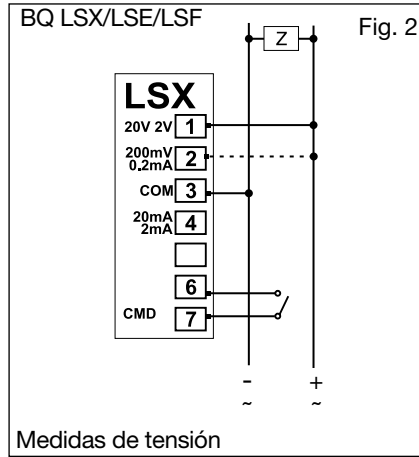 BQ LSX/LSE/LSF
Fig. 2
Z
LSX
20V 2V 1
200mV
0.2mA 2
COM 3
20mA
2mA 4
6
CMD 7
- +
~ ~
Medidas de tensión